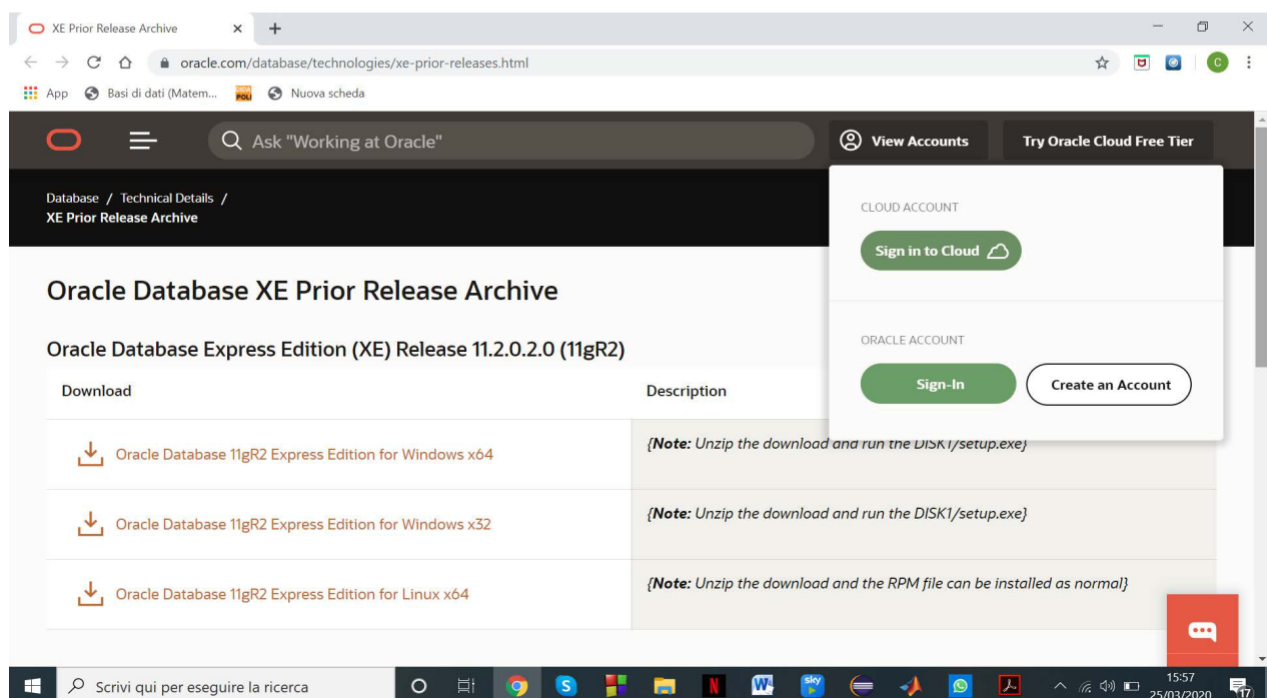 XE Prior Release Archive
oracle.com/database/technologies/xe-prior-releases.html
App Basi di dati (Matem... Nuova scheda
Ask "Working at Oracle" View Accounts Try Oracle Cloud Free Tier
Database / Technical Details /
XE Prior Release Archive
CLOUD ACCOUNT
Sign in to Cloud
ORACLE ACCOUNT
Sign-In Create an Account
Oracle Database XE Prior Release Archive
Oracle Database Express Edition (XE) Release 11.2.0.2.0 (11gR2)
Download Description
Oracle Database 11gR2 Express Edition for Windows x64 {Note: Unzip the download and run the DISK1/setup.exe}
Oracle Database 11gR2 Express Edition for Windows x32 {Note: Unzip the download and run the DISK1/setup.exe}
Oracle Database 11gR2 Express Edition for Linux x64 {Note: Unzip the download and the RPM file can be installed as normal}
Scrivi qui per eseguire la ricerca
15:57
25/03/2020
17